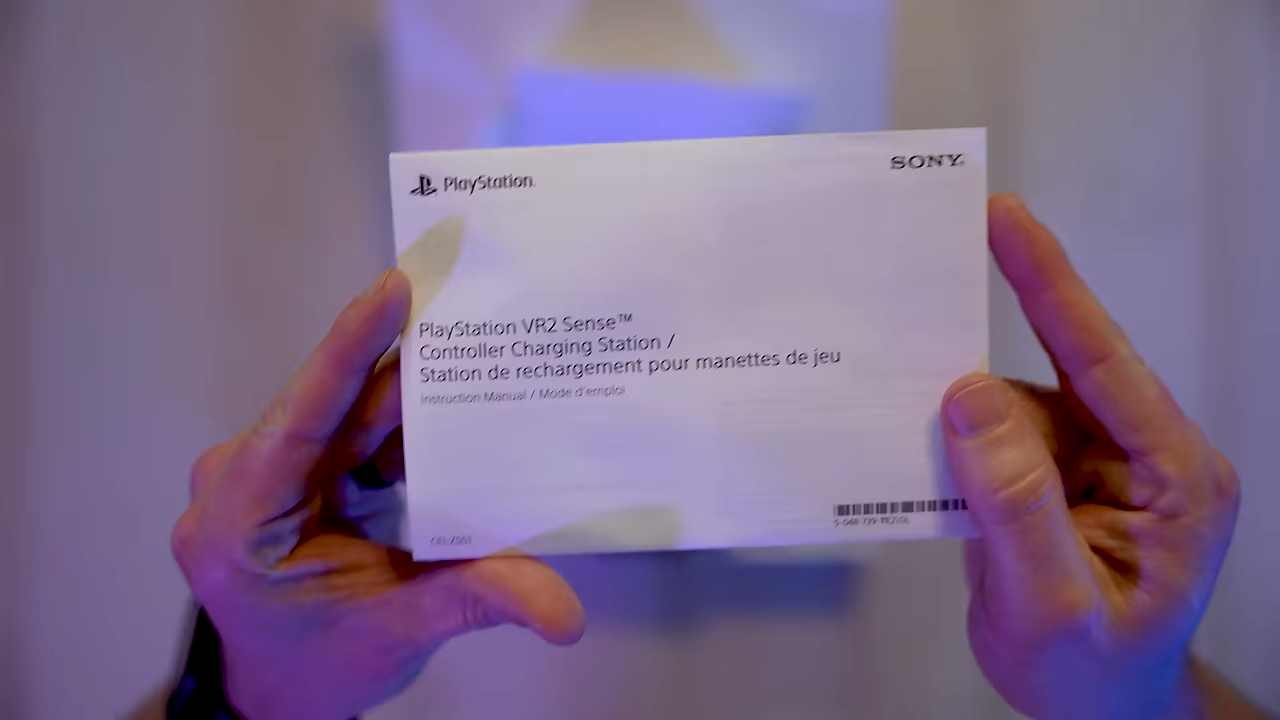 PlayStation
SONY
PlayStation VR2 Sense™
Controller Charging Station /
Station de rechargement pour manettes de jeu
Instruction Manual / Mode d'emploi